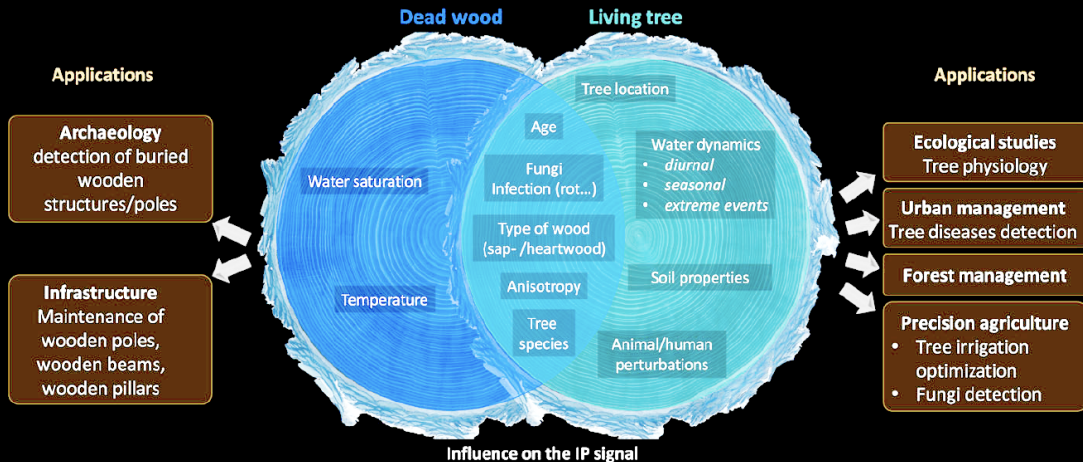 Dead wood
Living tree
Applications
Archaeology
detection of buried
wooden
structures/poles
Infrastructure
Maintenance of
wooden poles,
wooden beams,
wooden pillars
Water saturation
Temperature
Age
Fungi
Infection (rot...)
Type of wood
(sap- /heartwood)
Anisotropy
Tree
species
Tree location
Water dynamics
• diurnal
• seasonal
• extreme events
Soil properties
Animal/human
perturbations
Applications
Ecological studies
Tree physiology
Urban management
Tree diseases detection
Forest management
Precision agriculture
• Tree irrigation
optimization
• Fungi detection
Influence on the IP signal